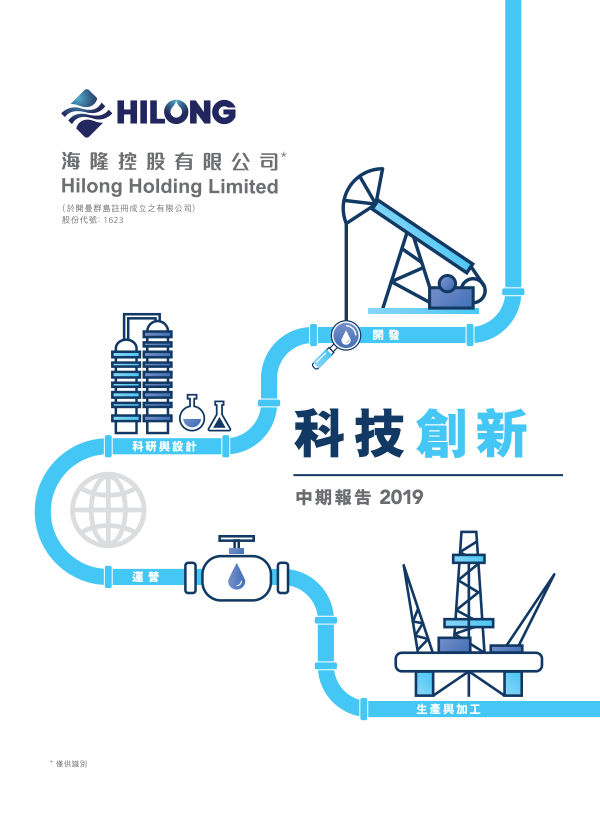 HILONG
海隆控股有限公司*
Hilong Holding Limited
(於開曼群島註冊成立之有限公司)
股份代號: 1623
開發
科技創新
科研與設計
中期報告 2019
運營
生產與加工
* 僅供識別